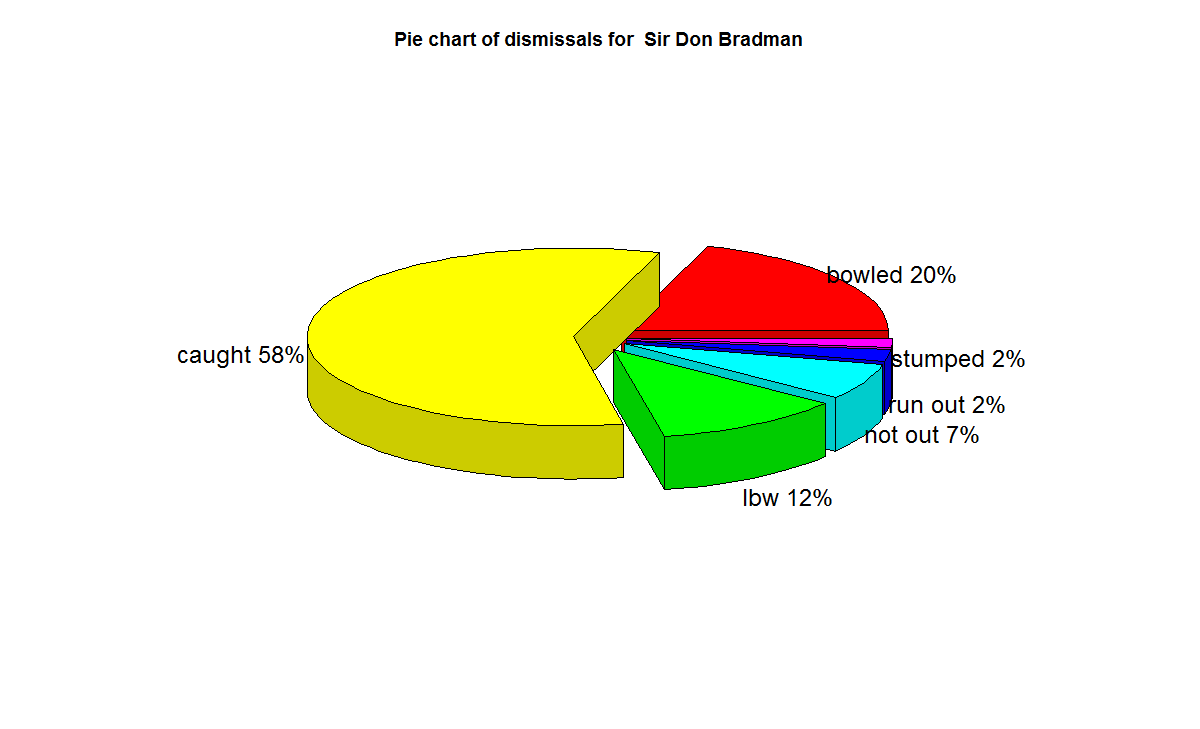 Pie chart of dismissals for  Sir Don Bradman
bowled 20%
caught 58%
stumped 2%
run out 2%
not out 7%
lbw 12%